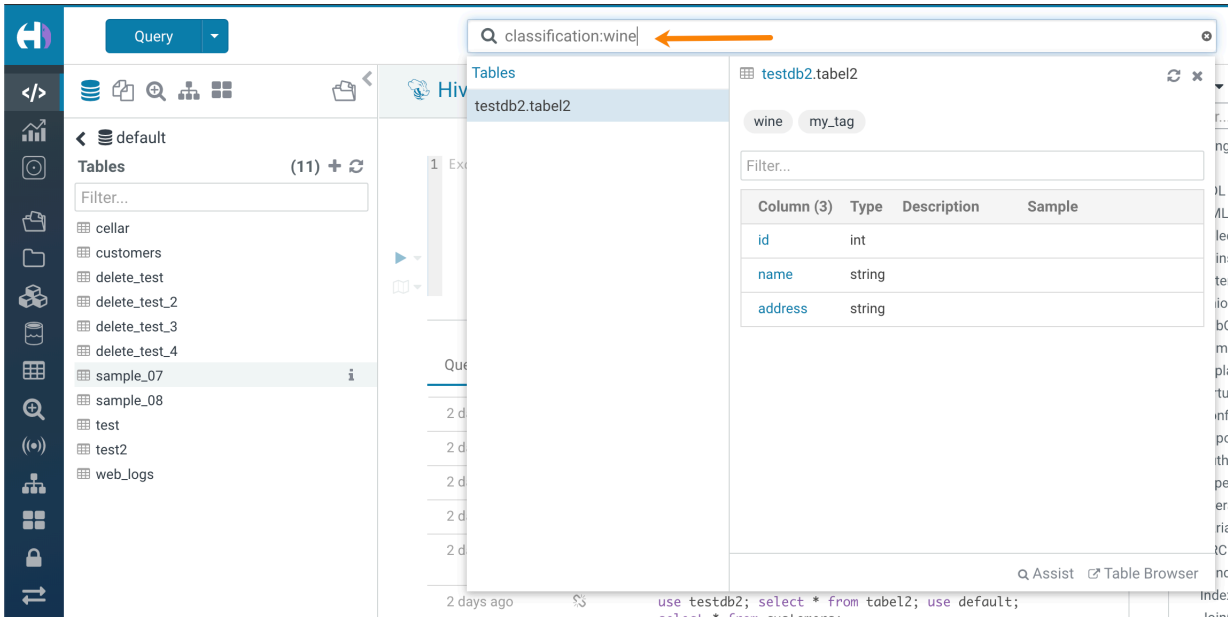 Query
classification:wine
Tables
testdb2.tabel2
testdb2.tabel2
wine my_tag
Filter...
Column (3) Type Description Sample
id int
name string
address string
Assist Table Browser
default
Tables (11)
Filter...
cellar
customers
delete_test
delete_test_2
delete_test_3
delete_test_4
sample_07
sample_08
test
test2
web_logs
1
2 days ago use testdb2; select * from tabel2; use default;